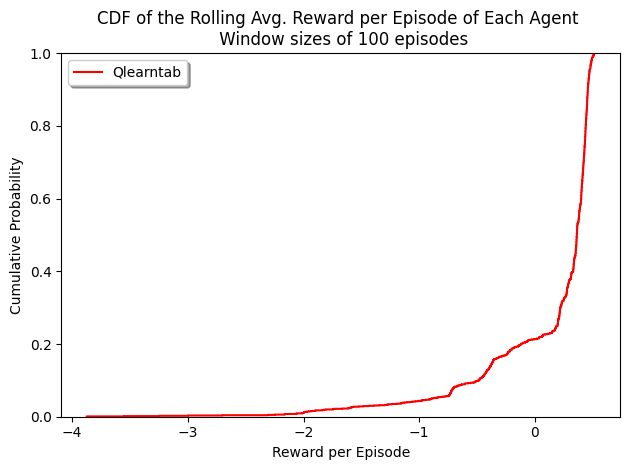 CDF of the Rolling Avg. Reward per Episode of Each Agent
Window sizes of 100 episodes
Qlearntab
Cumulative Probability
1.0
0.8
0.6
0.4
0.2
0.0
−4
−3
−2
−1
0
Reward per Episode